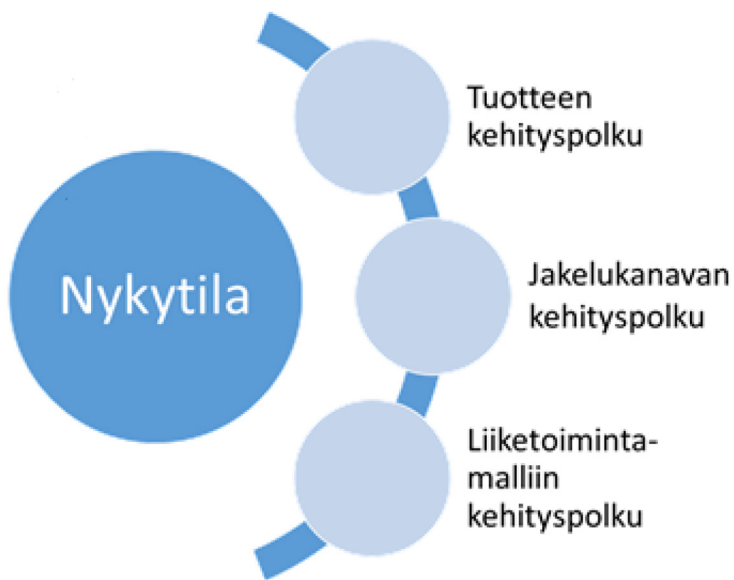 Nykytila
Tuotteen
kehityspolku
Jakelukanavan
kehityspolku
Liiketoiminta-
malliin
kehityspolku